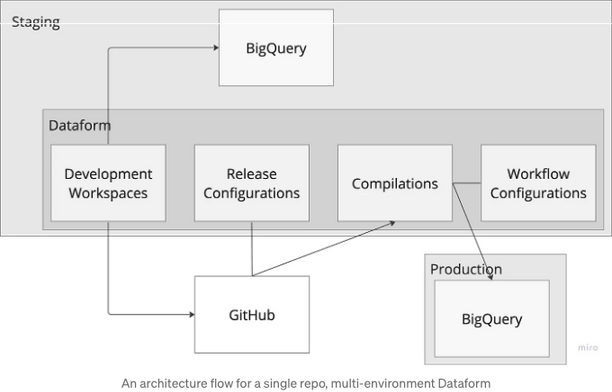 Staging
BigQuery
Dataform
Development
Workspaces
Release
Configurations
Compilations
Workflow
Configurations
GitHub
Production
BigQuery
miro
An architecture flow for a single repo, multi-environment Dataform